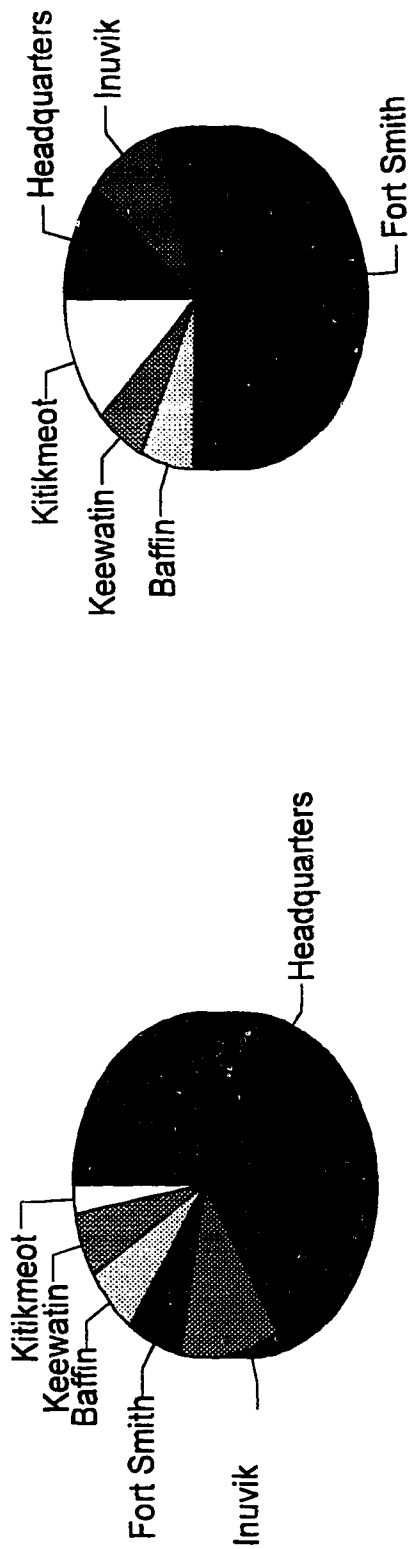 Kitikmeot
Keewatin
Baffin
Fort Smith
Inuvik
Headquarters
Headquarters
Kitikmeot
Keewatin
Inuvik
Baffin
Fort Smith